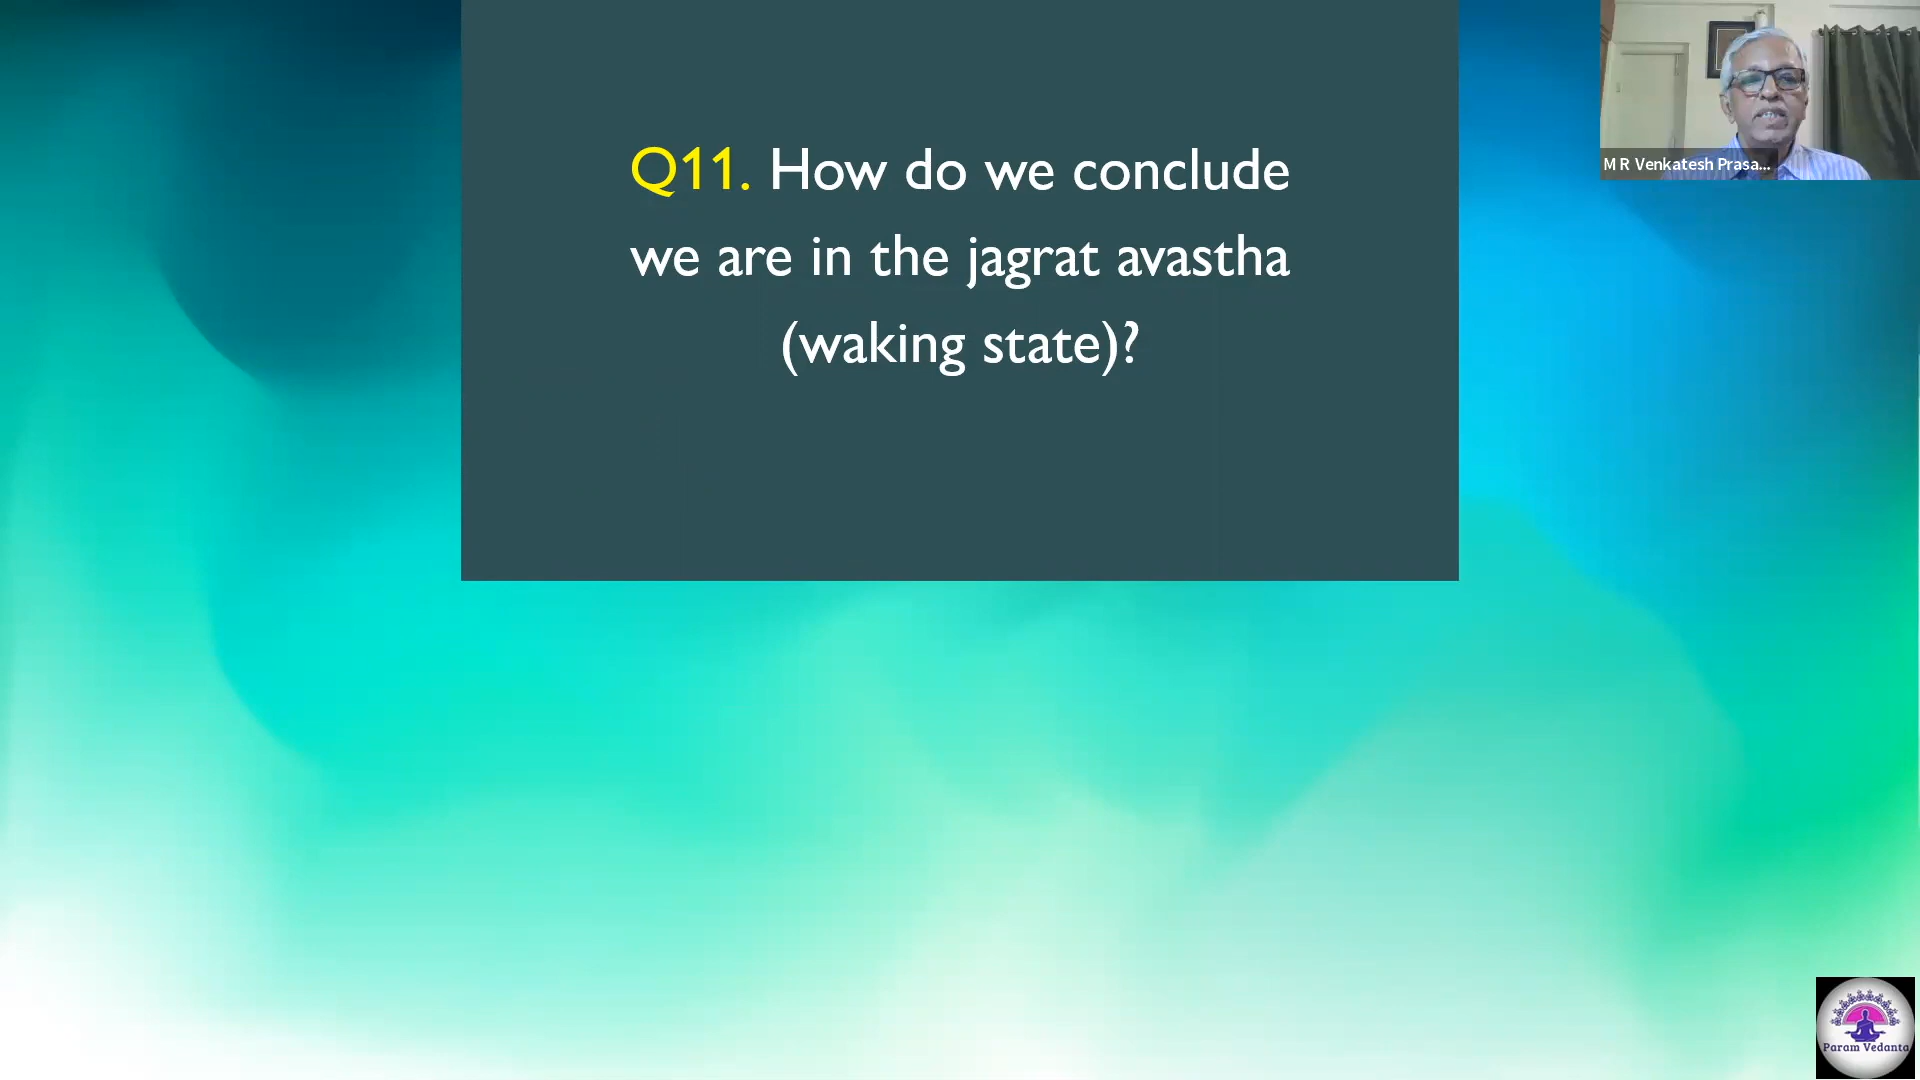 Q11. How do we conclude
we are in the jagrat avastha
(waking state)?
M R Venkatesh Prasa...
Param Vedanta